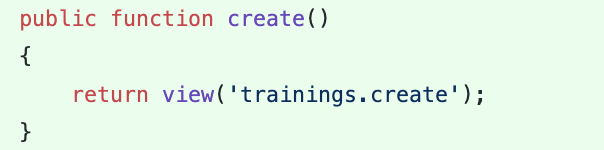 public function create()
{
    return view('trainings.create');
}